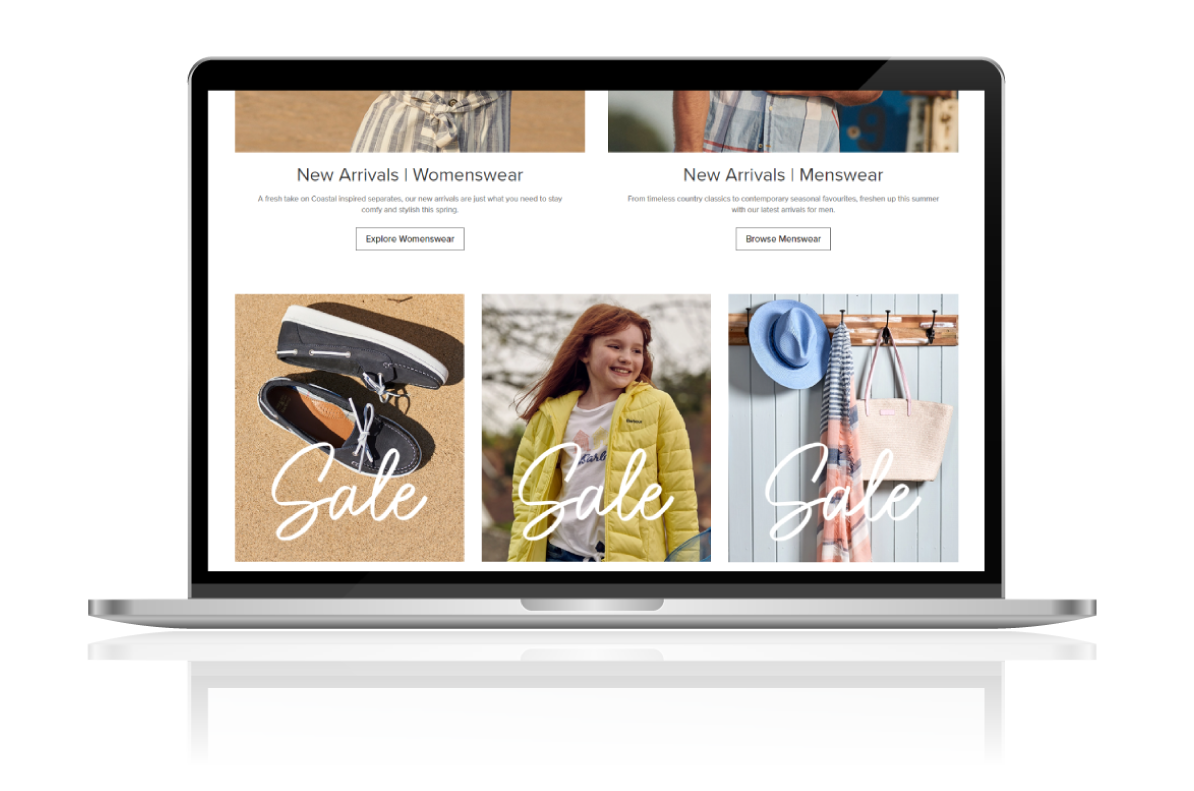 9
New Arrivals | Womenswear
A fresh take on Coastal inspired separates, our new arrivals are just what you need to stay
comfy and stylish this spring.
Explore Womenswear
New Arrivals | Menswear
From timeless country classics to contemporary seasonal favourites, freshen up this summer
with our latest arrivals for men.
Browse Menswear
Sale
Sale
Sale